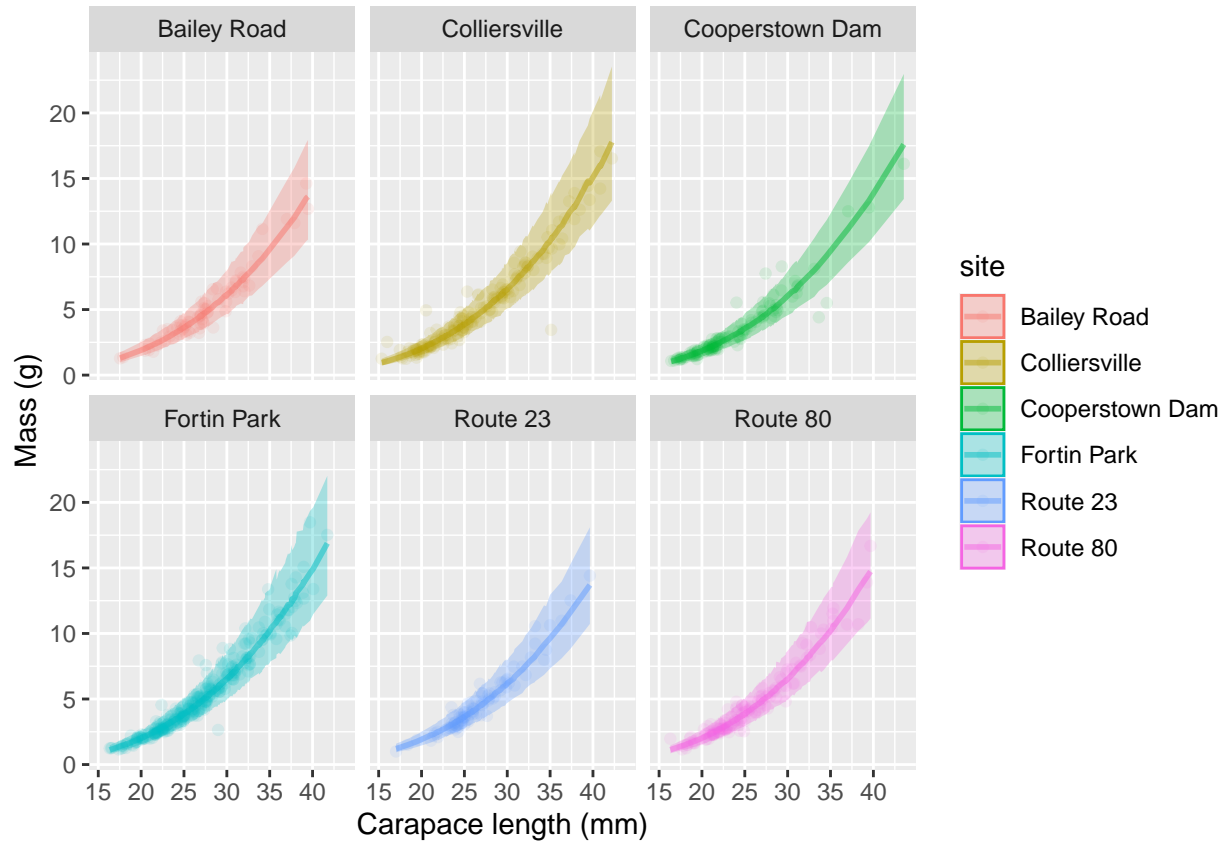 Bailey Road
Colliersville
Cooperstown Dam
20
15
10
5
0
Mass (g)
Fortin Park
Route 23
Route 80
20
15
10
5
0
15 20 25 30 35 40
15 20 25 30 35 40
15 20 25 30 35 40
Carapace length (mm)
site
Bailey Road
Colliersville
Cooperstown Dam
Fortin Park
Route 23
Route 80